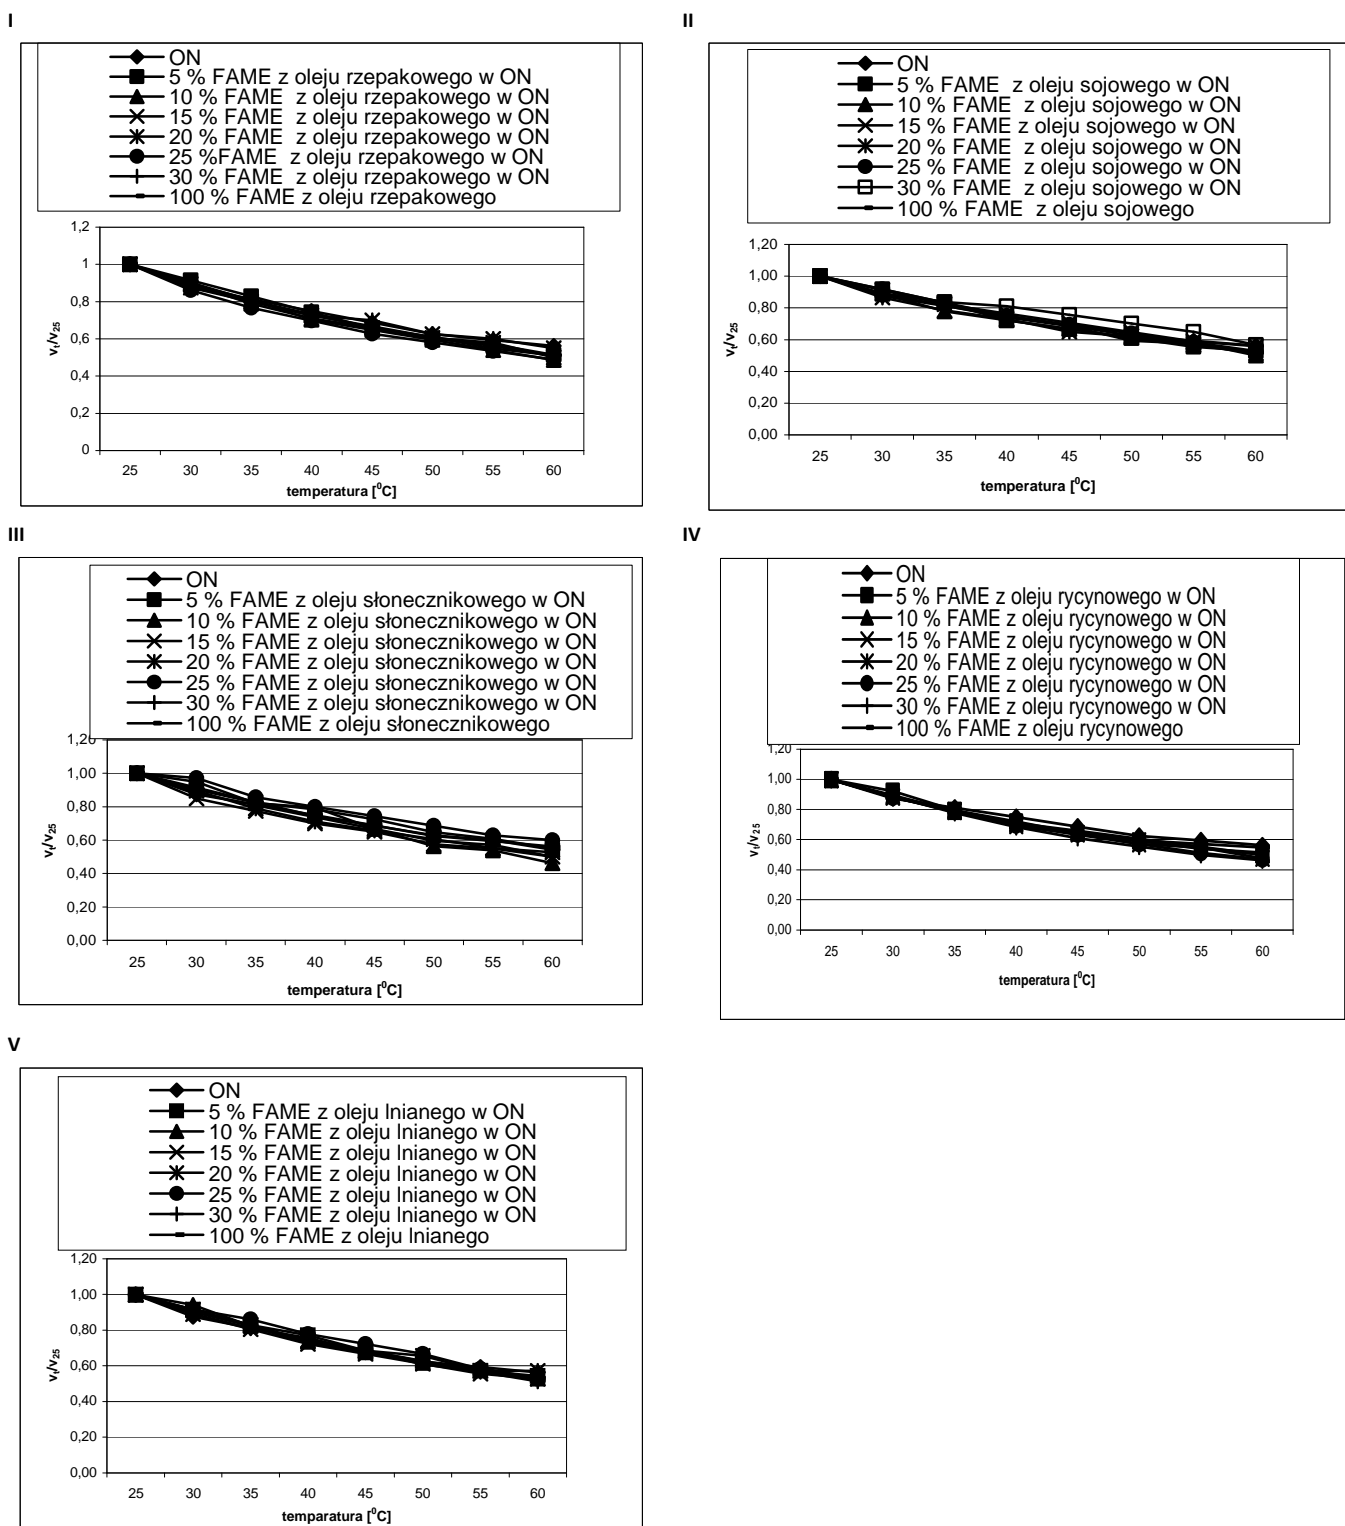 I
ON
5 % FAME z oleju rzepakowego w ON
10 % FAME z oleju rzepakowego w ON
15 % FAME z oleju rzepakowego w ON
20 % FAME z oleju rzepakowego w ON
25 %FAME z oleju rzepakowego w ON
30 % FAME z oleju rzepakowego w ON
100 % FAME z oleju rzepakowego
1,2
1
0,8
0,6
0,4
0,2
0
vt/v25
25 30 35 40 45 50 55 60
temperatura [⁰C]
II
ON
5 % FAME z oleju sojowego w ON
10 % FAME z oleju sojowego w ON
15 % FAME z oleju sojowego w ON
20 % FAME z oleju sojowego w ON
25 % FAME z oleju sojowego w ON
30 % FAME z oleju sojowego w ON
100 % FAME z oleju sojowego
1,20
1,00
0,80
0,60
0,40
0,20
0,00
vt/v25
25 30 35 40 45 50 55 60
temperatura [⁰C]
III
ON
5 % FAME z oleju słonecznikowego w ON
10 % FAME z oleju słonecznikowego w ON
15 % FAME z oleju słonecznikowego w ON
20 % FAME z oleju słonecznikowego w ON
25 % FAME z oleju słonecznikowego w ON
30 % FAME z oleju słonecznikowego w ON
100 % FAME z oleju słonecznikowego
1,20
1,00
0,80
0,60
0,40
0,20
0,00
vt/v25
25 30 35 40 45 50 55 60
temperatura [⁰C]
IV
ON
5 % FAME z oleju rycynowego w ON
10 % FAME z oleju rycynowego w ON
15 % FAME z oleju rycynowego w ON
20 % FAME z oleju rycynowego w ON
25 % FAME z oleju rycynowego w ON
30 % FAME z oleju rycynowego w ON
100 % FAME z oleju rycynowego
1,20
1,00
0,80
0,60
0,40
0,20
0,00
vt/v25
25 30 35 40 45 50 55 60
temperatura [⁰C]
V
ON
5 % FAME z oleju lnianego w ON
10 % FAME z oleju lnianego w ON
15 % FAME z oleju lnianego w ON
20 % FAME z oleju lnianego w ON
25 % FAME z oleju lnianego w ON
30 % FAME z oleju lnianego w ON
100 % FAME z oleju lnianego
1,20
1,00
0,80
0,60
0,40
0,20
0,00
vt/v25
25 30 35 40 45 50 55 60
temparatura [⁰C]